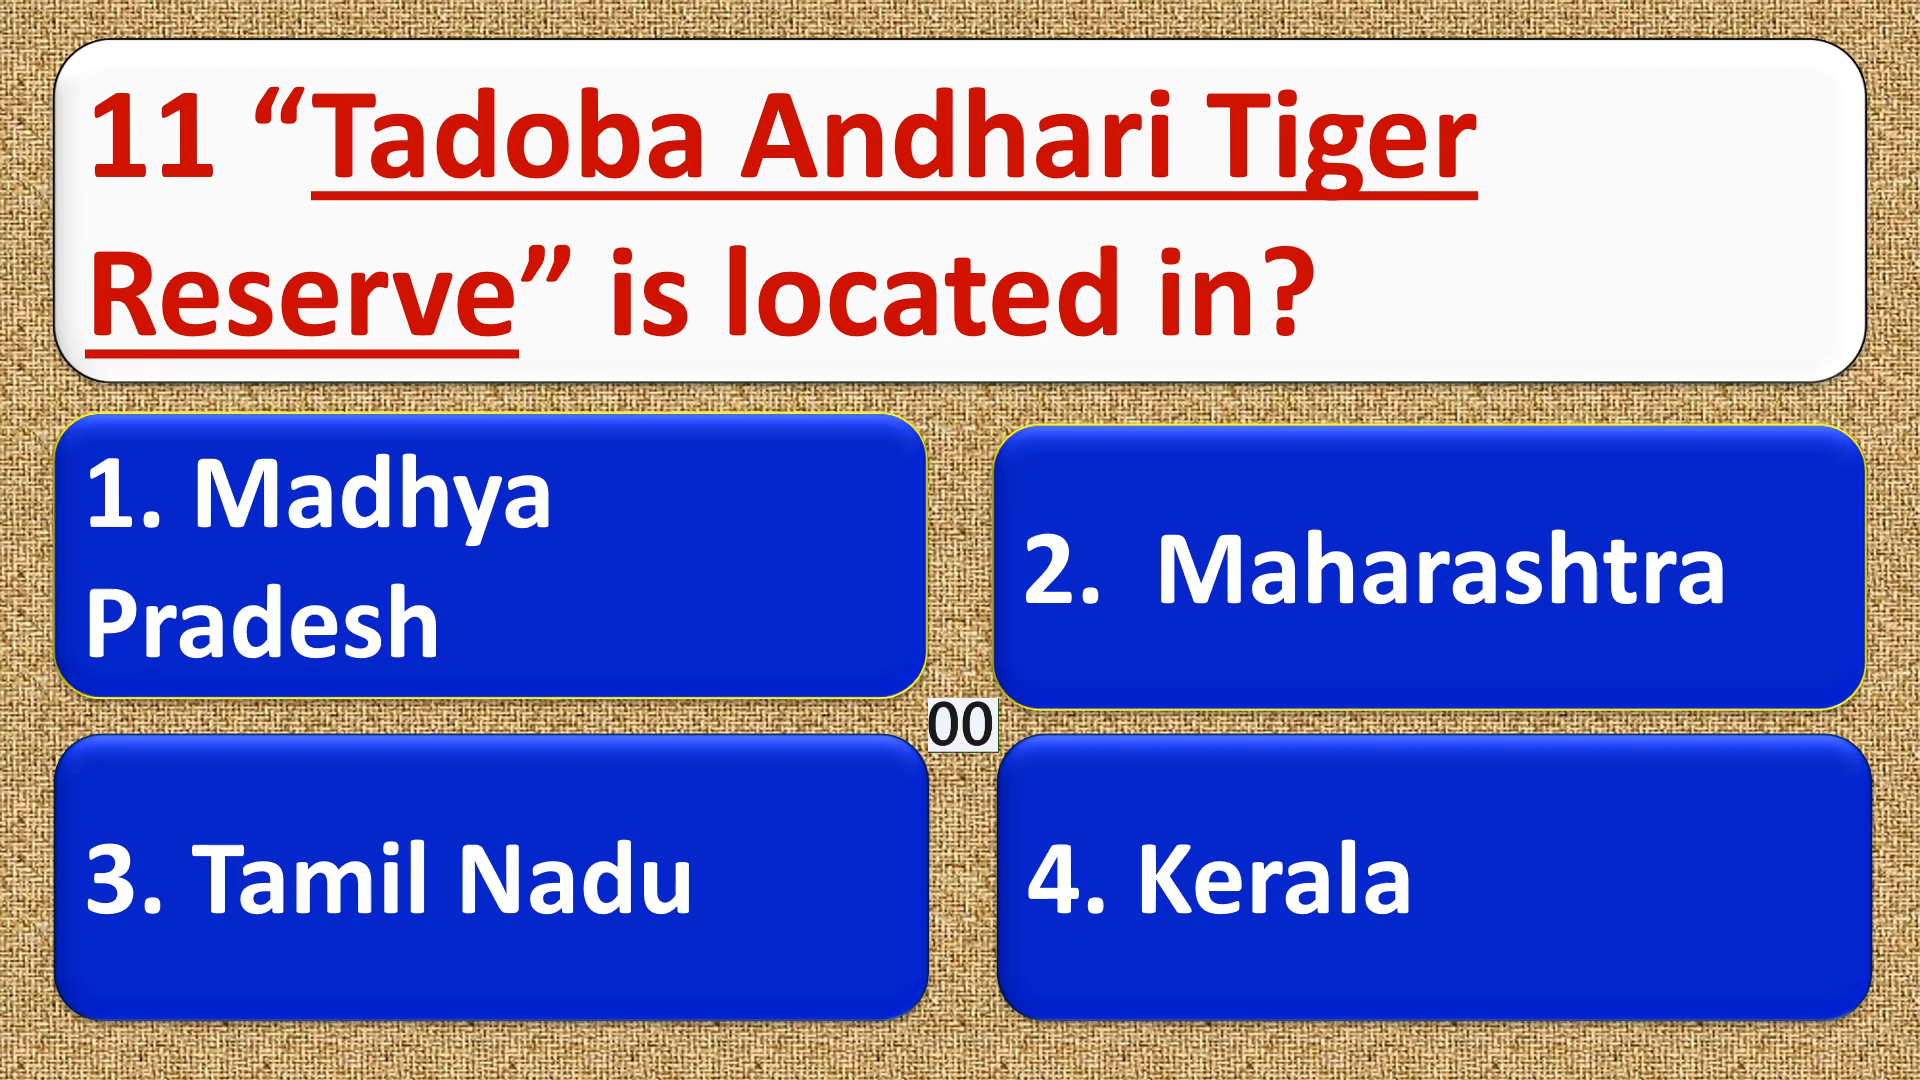 11 “Tadoba Andhari Tiger
Reserve” is located in?
1. Madhya
Pradesh
2. Maharashtra
00
3. Tamil Nadu
4. Kerala